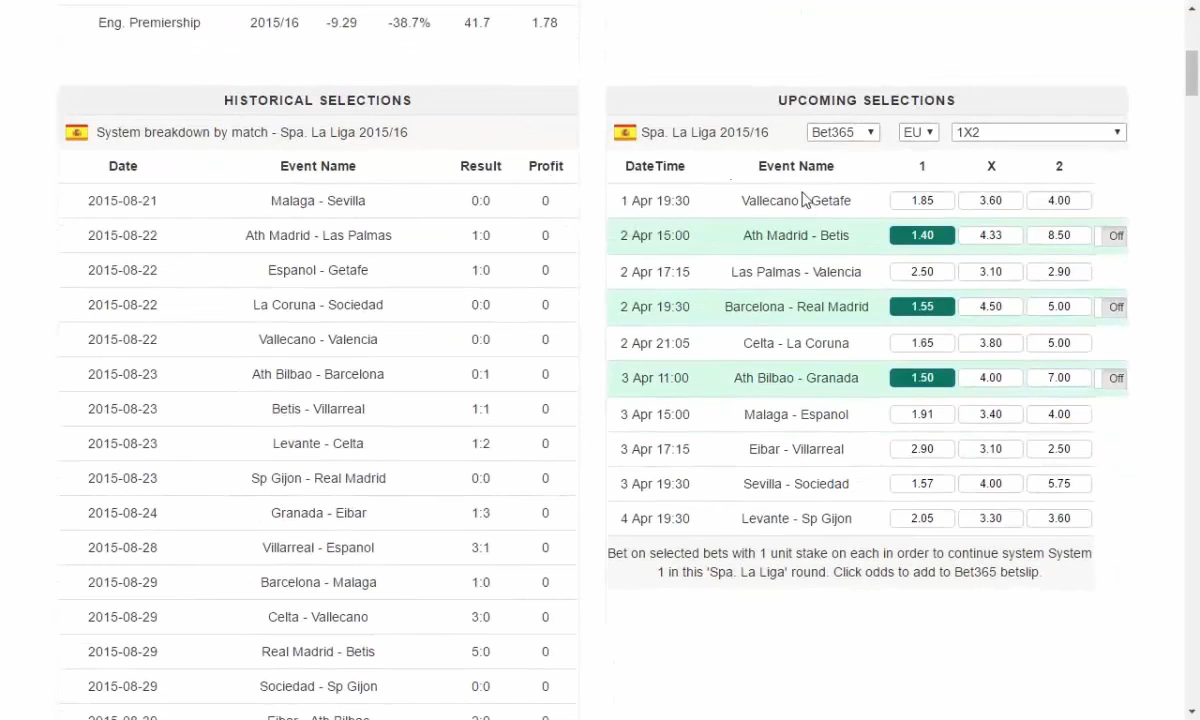 Eng. Premiership 2015/16 -9.29 -38.7% 41.7 1.78
HISTORICAL SELECTIONS
System breakdown by match - Spa. La Liga 2015/16
Date Event Name Result Profit
2015-08-21 Malaga - Sevilla 0:0 0
2015-08-22 Ath Madrid - Las Palmas 1:0 0
2015-08-22 Espanol - Getafe 1:0 0
2015-08-22 La Coruna - Sociedad 0:0 0
2015-08-22 Vallecano - Valencia 0:0 0
2015-08-23 Ath Bilbao - Barcelona 0:1 0
2015-08-23 Betis - Villarreal 1:1 0
2015-08-23 Levante - Celta 1:2 0
2015-08-23 Sp Gijon - Real Madrid 0:0 0
2015-08-24 Granada - Eibar 1:3 0
2015-08-28 Villarreal - Espanol 3:1 0
2015-08-29 Barcelona - Malaga 1:0 0
2015-08-29 Celta - Vallecano 3:0 0
2015-08-29 Real Madrid - Betis 5:0 0
2015-08-29 Sociedad - Sp Gijon 0:0 0
2015-08-30 Eibar - Ath Bilbao 2:0 0
UPCOMING SELECTIONS
Spa. La Liga 2015/16 Bet365 EU 1X2
DateTime Event Name 1 X 2
1 Apr 19:30 Vallecano - Getafe 1.85 3.60 4.00
2 Apr 15:00 Ath Madrid - Betis 1.40 4.33 8.50 Off
2 Apr 17:15 Las Palmas - Valencia 2.50 3.10 2.90
2 Apr 19:30 Barcelona - Real Madrid 1.55 4.50 5.00 Off
2 Apr 21:05 Celta - La Coruna 1.65 3.80 5.00
3 Apr 11:00 Ath Bilbao - Granada 1.50 4.00 7.00 Off
3 Apr 15:00 Malaga - Espanol 1.91 3.40 4.00
3 Apr 17:15 Eibar - Villarreal 2.90 3.10 2.50
3 Apr 19:30 Sevilla - Sociedad 1.57 4.00 5.75
4 Apr 19:30 Levante - Sp Gijon 2.05 3.30 3.60
Bet on selected bets with 1 unit stake on each in order to continue system System
1 in this 'Spa. La Liga' round. Click odds to add to Bet365 betslip.